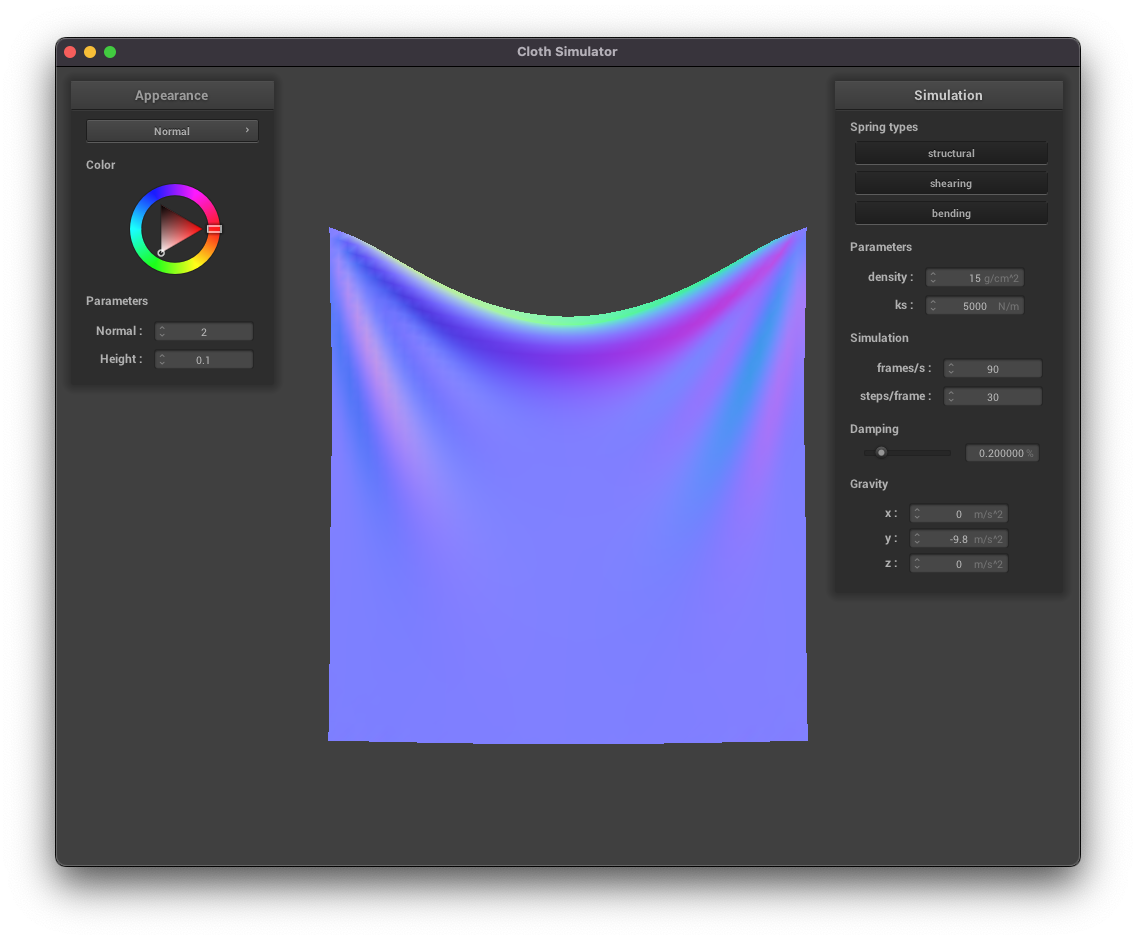 Cloth Simulator
Appearance
Normal ›
Color
Parameters
Normal : 2
Height : 0.1
Simulation
Spring types
structural
shearing
bending
Parameters
density : 15 g/cm^2
ks : 5000 N/m
Simulation
frames/s : 90
steps/frame : 30
Damping
0.200000 %
Gravity
x : 0 m/s^2
y : -9.8 m/s^2
z : 0 m/s^2